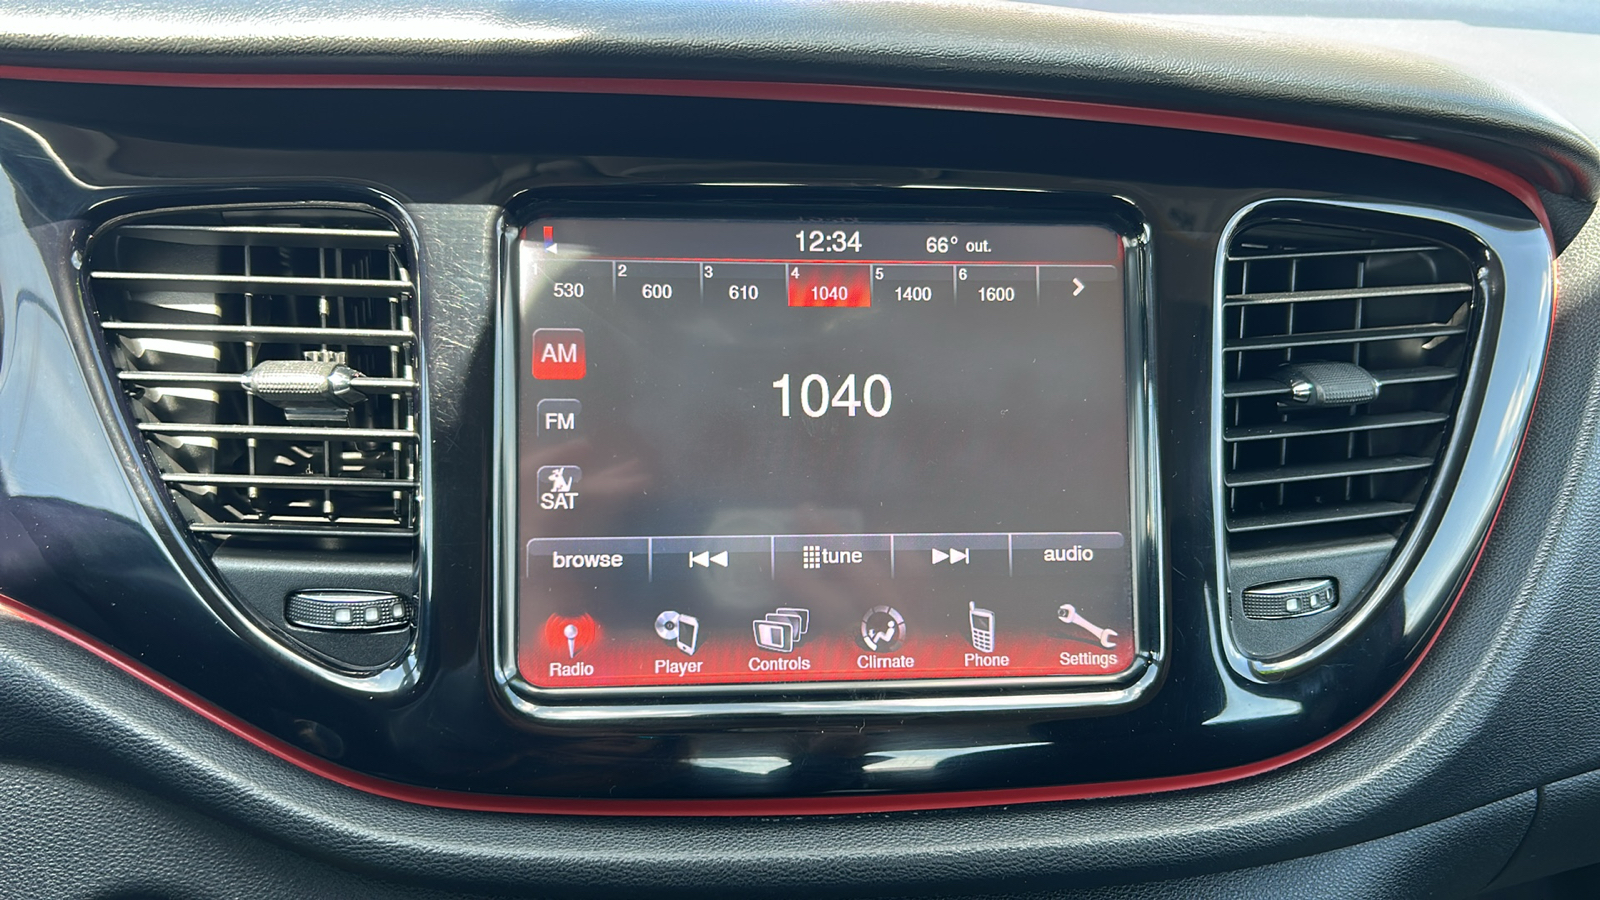 12:34 66° out.
1 2 3 4 5 6
530 600 610 1040 1400 1600
AM
1040
FM
SAT
browse tune audio
Radio Player Controls Climate Phone Settings